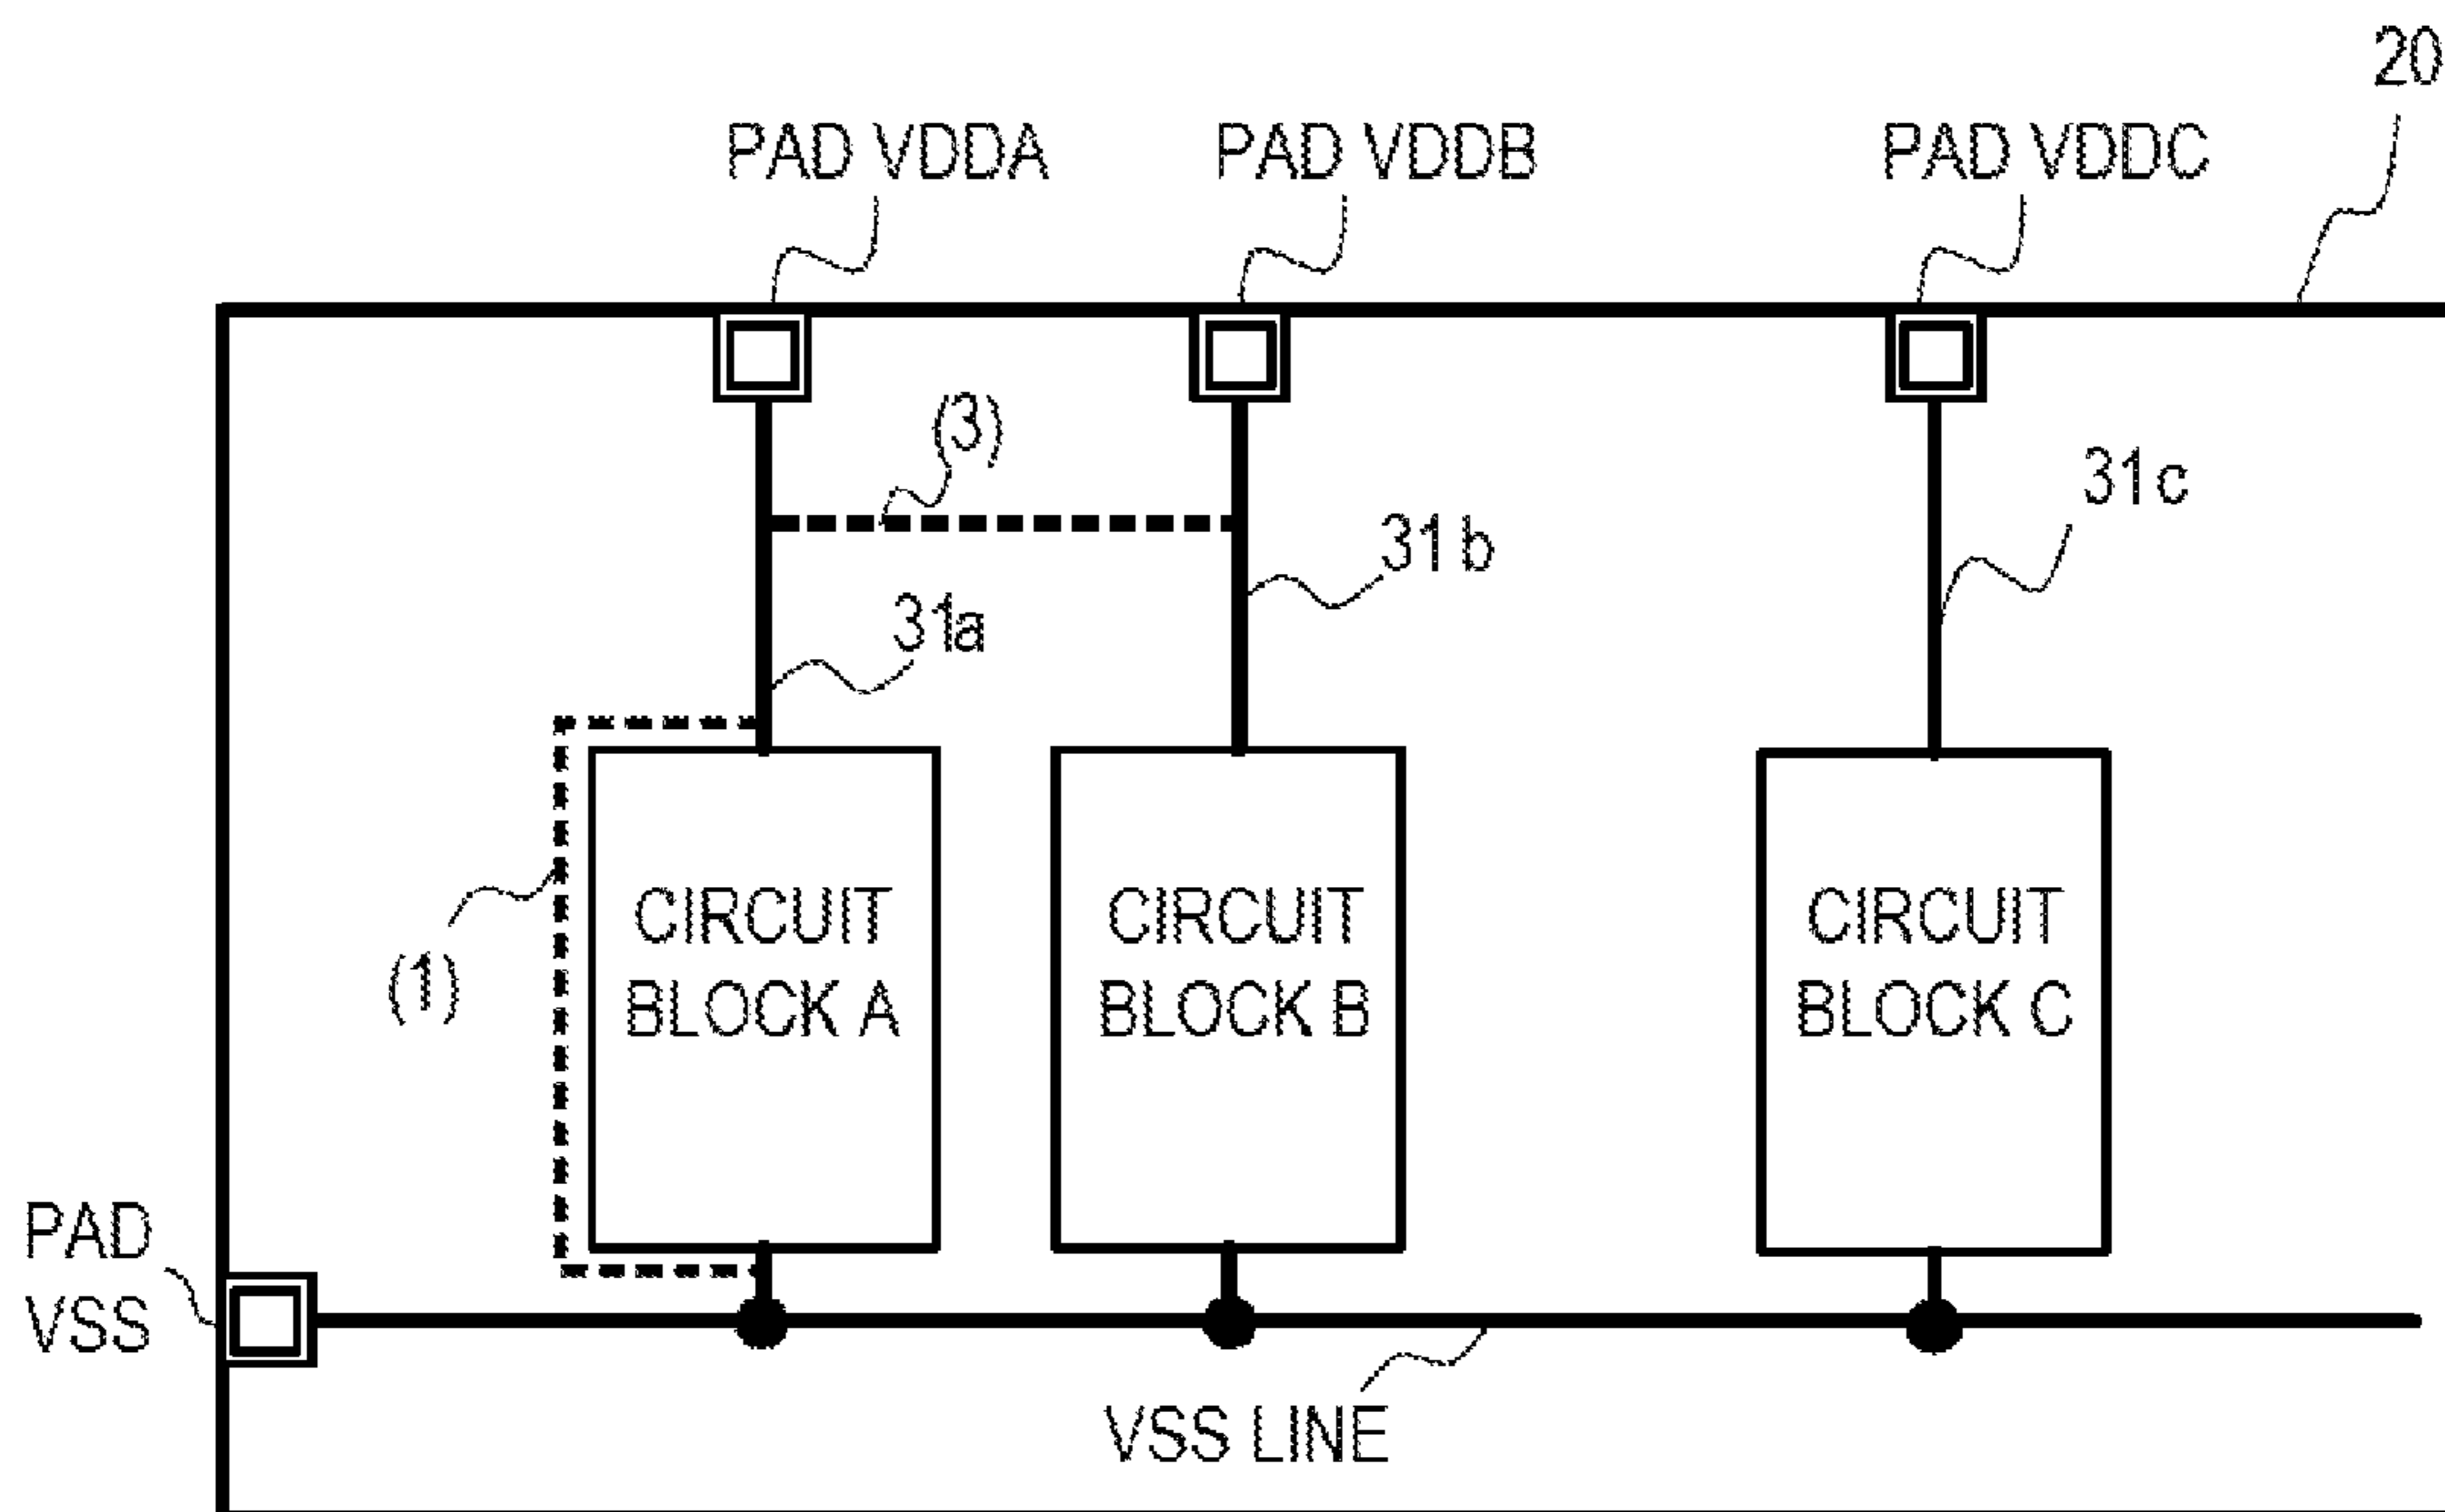 20
PAD VDDA
PAD VDDB
PAD VDDC
(3)
31c
31b
31a
CIRCUIT
BLOCK A
CIRCUIT
BLOCK B
CIRCUIT
BLOCK C
(1)
PAD
VSS
VSS LINE